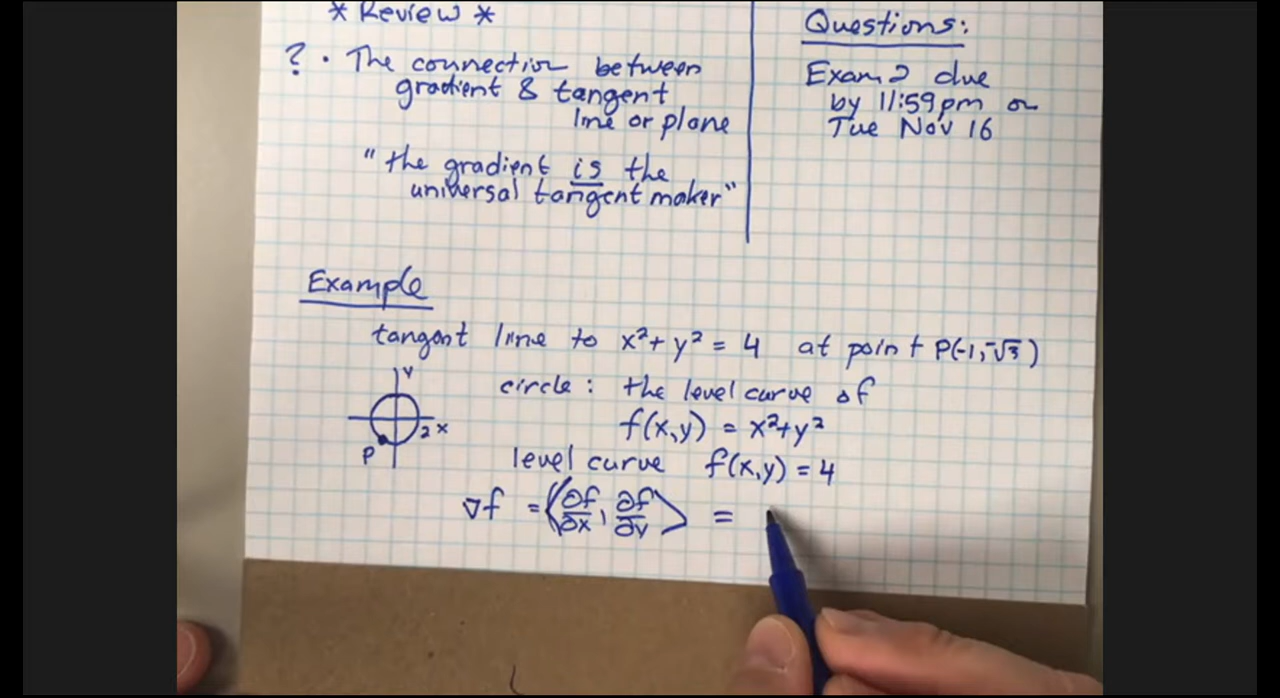 * Review *
? · The connection between
gradient & tangent
line or plane
"the gradient is the
universal tangent maker"
Questions:
Exam 2 due
by 11:59pm on
Tue Nov 16
Example
tangent line to x² + y² = 4 at point P(-1,-√3)
circle: the level curve of
f(x,y) = x²+y²
level curve f(x,y) = 4
y
2 x
P
∇f = ⟨∂f/∂x, ∂f/∂y⟩ =